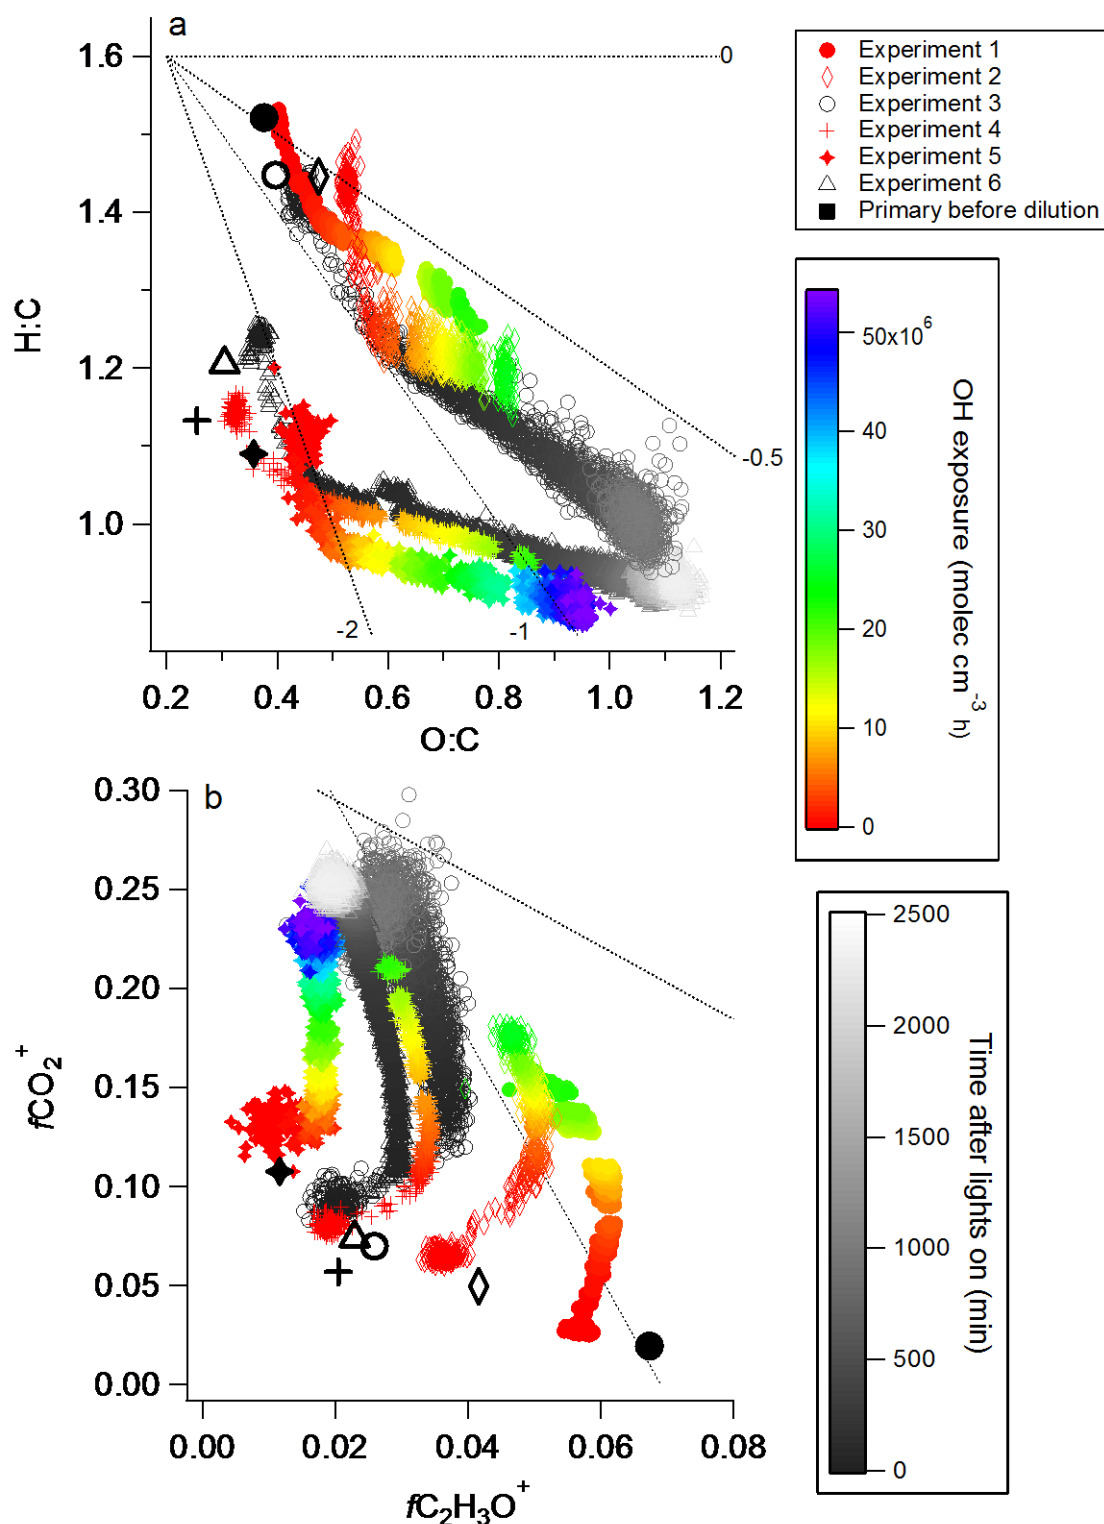 a
1.6
1.4
1.2
1.0
H:C
0
-0.5
-1
-2
0.2 0.4 0.6 0.8 1.0 1.2
O:C
Experiment 1
Experiment 2
Experiment 3
Experiment 4
Experiment 5
Experiment 6
Primary before dilution
50x10⁶
40
30
20
10
0
OH exposure (molec cm⁻³ h)
b
0.30
0.25
0.20
0.15
0.10
0.05
0.00
fCO₂⁺
0.00 0.02 0.04 0.06 0.08
fC₂H₃O⁺
2500
2000
1500
1000
500
0
Time after lights on (min)